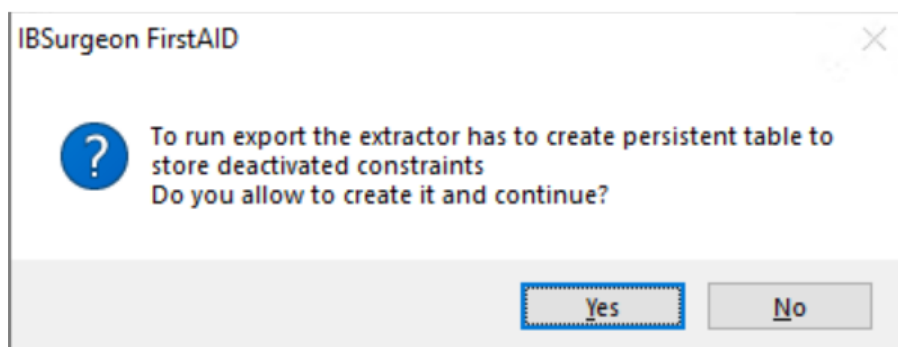 IBSurgeon FirstAID
?
To run export the extractor has to create persistent table to
store deactivated constraints
Do you allow to create it and continue?
Yes
No